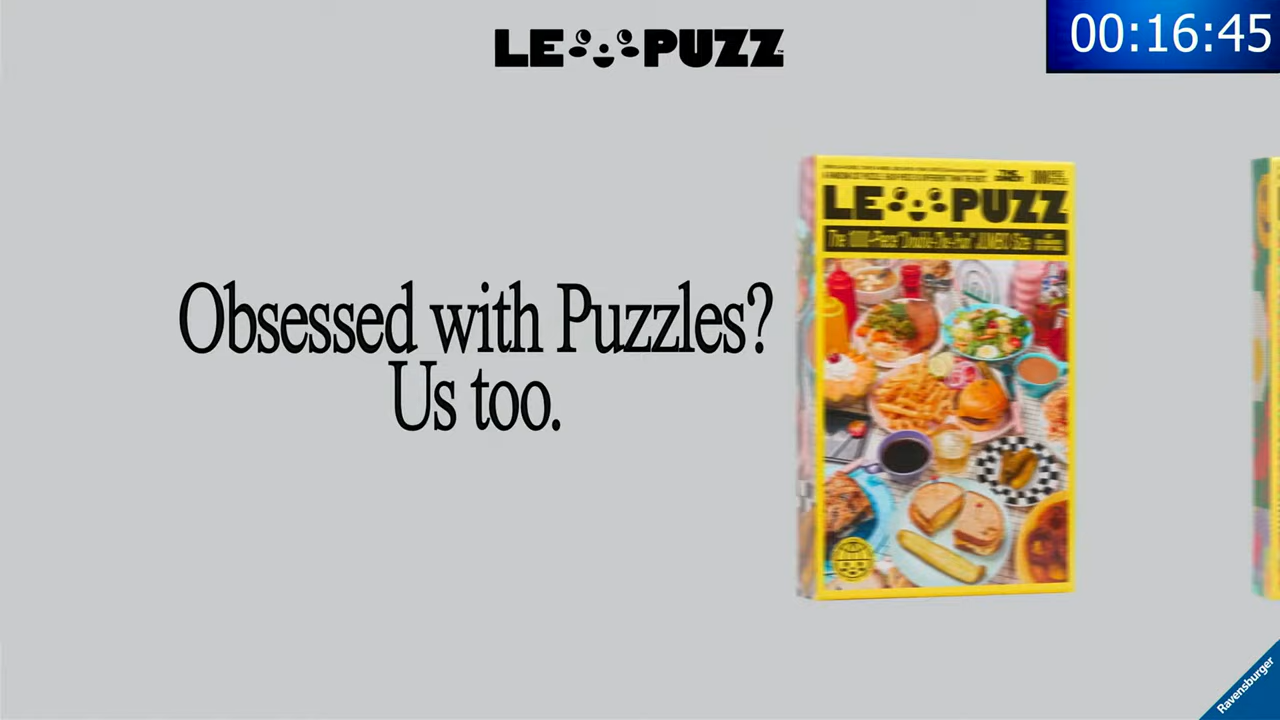 LE PUZZ
00:16:45
LE PUZZ
Obsessed with Puzzles?
Us too.
Ravensburger